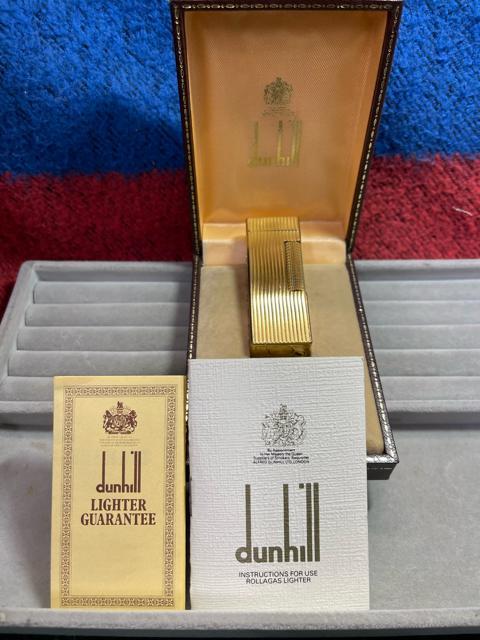 dunhill
dunhill
LIGHTER
GUARANTEE
By Appointment
to Her Majesty the Queen
Suppliers of Smokers Requisites
ALFRED DUNHILL LTD. LONDON
dunhill
INSTRUCTIONS FOR USE
ROLLAGAS LIGHTER